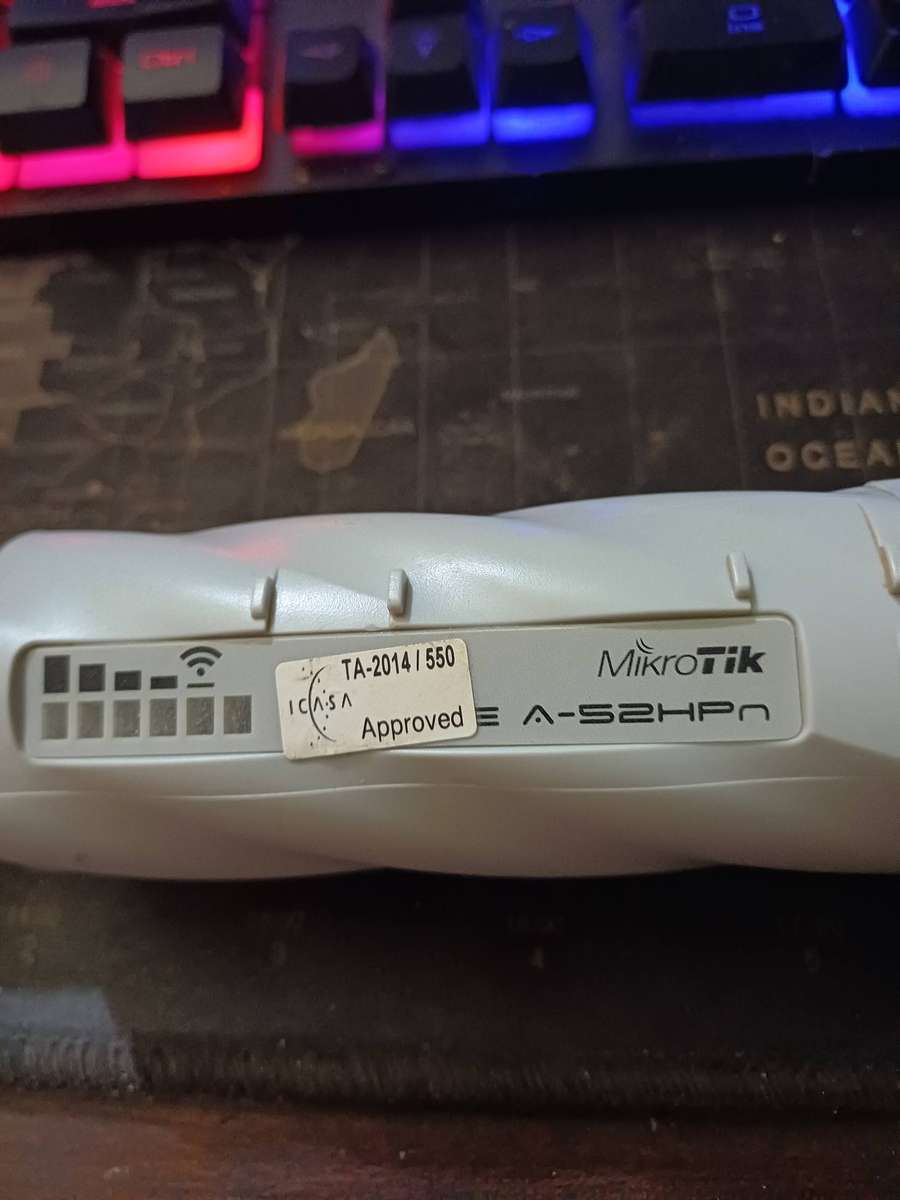 INDIAN
OCEA
MikroTik
TA-2014 / 550
ICASA
Approved
E A-52HPn